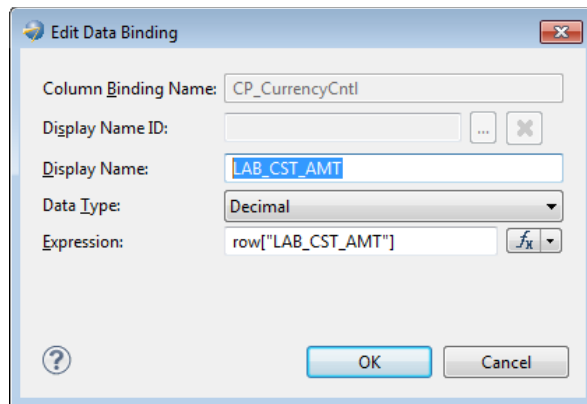 Edit Data Binding
Column Binding Name: CP_CurrencyCntl
Display Name ID: ...
Display Name: LAB_CST_AMT
Data Type: Decimal
Expression: row["LAB_CST_AMT"] fx
? OK Cancel